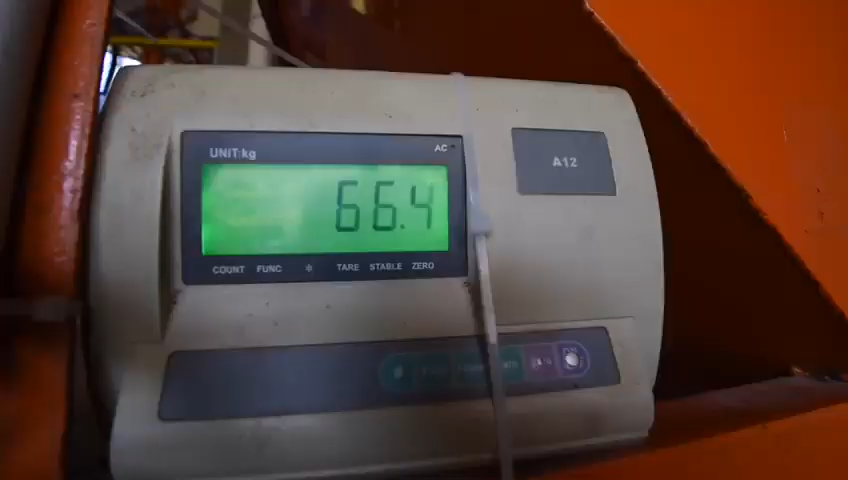 UNIT:kg
AC
A12
66.4
COUNT FUNC ✲ TARE STABLE ZERO